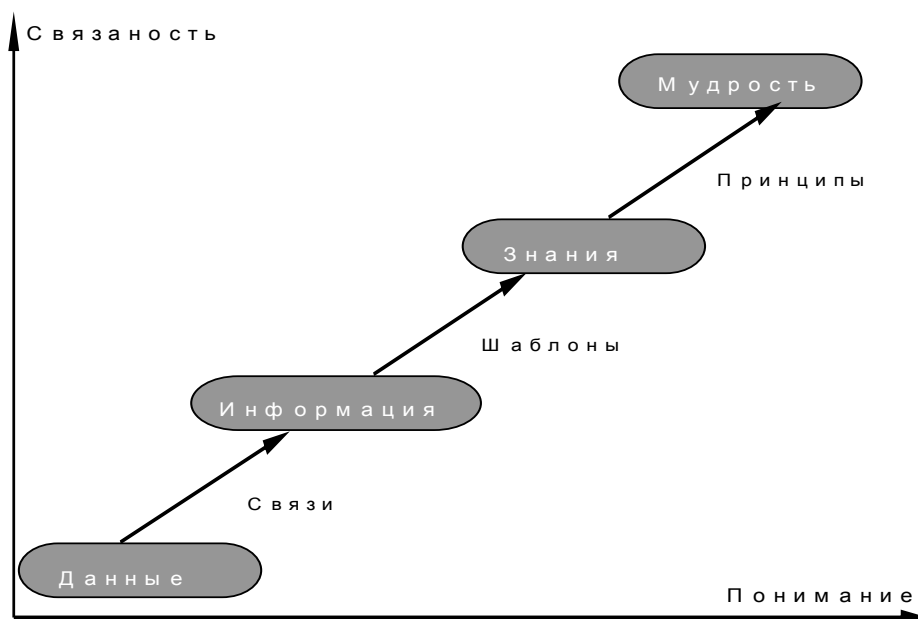 Связаность
Мудрость
Принципы
Знания
Шаблоны
Информация
Связи
Данные
Понимание